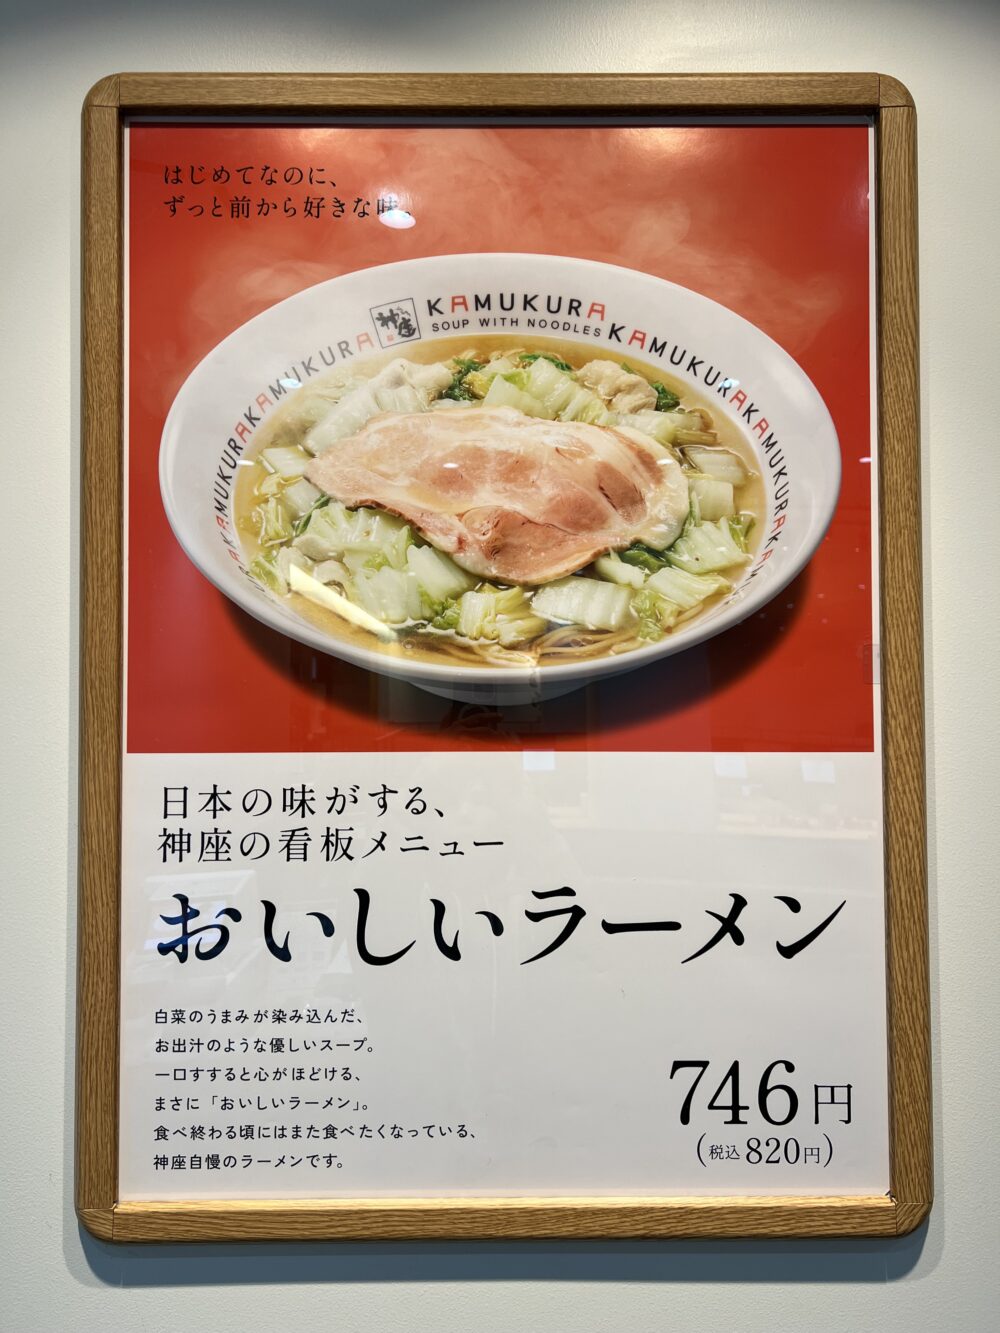 はじめてなのに、
ずっと前から好きな味。
神座
KAMUKURA
SOUP WITH NOODLES
KAMUKURA
KAMUKURA
KAMUKURA
KAMUKURA
日本の味がする、
神座の看板メニュー
おいしいラーメン
白菜のうまみが染み込んだ、
お出汁のような優しいスープ。
一口すすると心がほどける、
まさに「おいしいラーメン」。
食べ終わる頃にはまた食べたくなっている、
神座自慢のラーメンです。
746円
(税込820円)